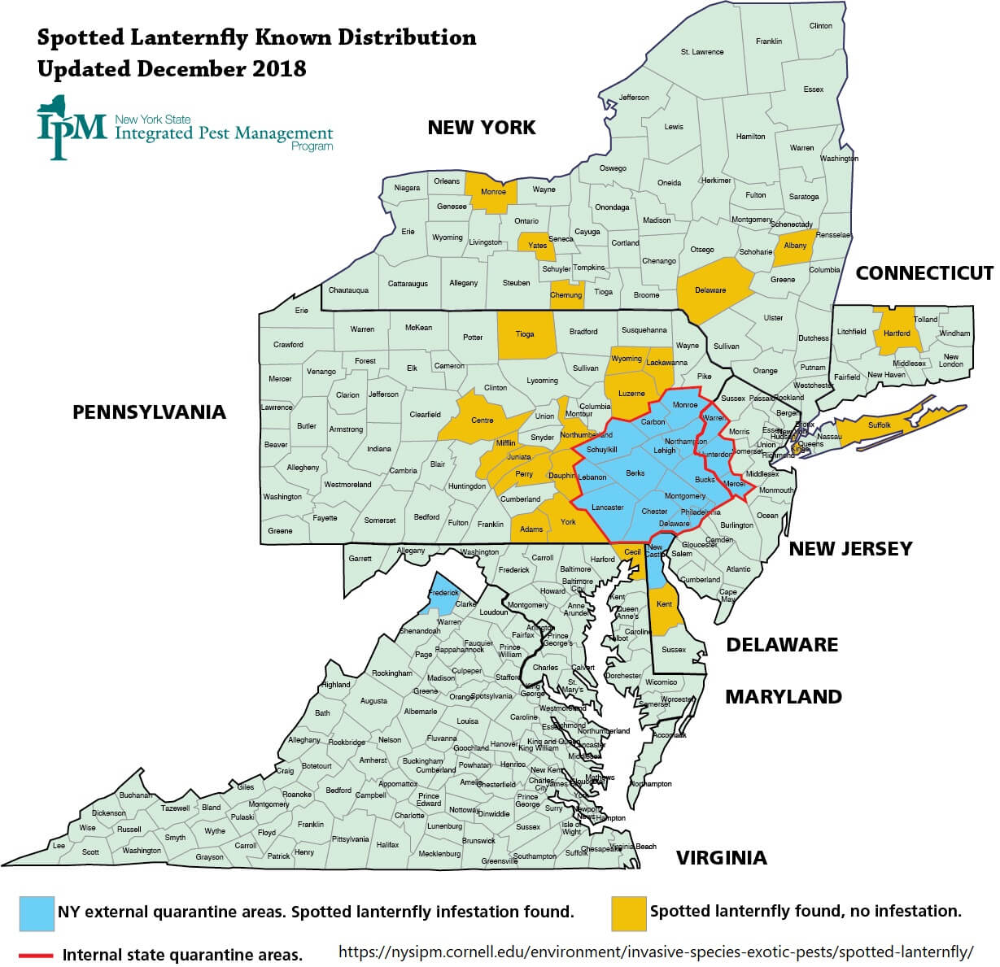 Spotted Lanternfly Known Distribution
Updated December 2018
IPM
New York State
Integrated Pest Management
Program
NEW YORK
Clinton
Franklin
St. Lawrence
Essex
Jefferson
Lewis
Hamilton
Warren
Washington
Oswego
Oneida
Herkimer
Fulton
Saratoga
Niagara
Orleans
Monroe
Wayne
Genesee
Onondaga
Madison
Montgomery
Schenectady
Rensselaer
Erie
Wyoming
Livingston
Ontario
Yates
Seneca
Cayuga
Cortland
Chenango
Otsego
Schoharie
Albany
Schuyler
Tompkins
Chautauqua
Cattaraugus
Allegany
Steuben
Chemung
Tioga
Broome
Delaware
Greene
Columbia
Ulster
Sullivan
Dutchess
Orange
Putnam
Westchester
Rockland
Bronx
New York
Queens
Kings
Richmond
Nassau
Suffolk
CONNECTICUT
Litchfield
Hartford
Tolland
Windham
Middlesex
New
London
Fairfield
New Haven
PENNSYLVANIA
Erie
Crawford
Warren
McKean
Potter
Tioga
Bradford
Susquehanna
Wayne
Forest
Venango
Mercer
Elk
Cameron
Sullivan
Wyoming
Lackawanna
Pike
Lycoming
Clinton
Luzerne
Clarion
Jefferson
Lawrence
Butler
Armstrong
Clearfield
Centre
Union
Montour
Columbia
Monroe
Carbon
Northumberland
Snyder
Mifflin
Juniata
Schuylkill
Northampton
Lehigh
Beaver
Indiana
Allegheny
Cambria
Blair
Huntingdon
Perry
Dauphin
Lebanon
Berks
Bucks
Westmoreland
Washington
Cumberland
Montgomery
Lancaster
Chester
Philadelphia
Delaware
Greene
Fayette
Somerset
Bedford
Fulton
Franklin
Adams
York
NEW JERSEY
Sussex
Passaic
Bergen
Warren
Morris
Essex
Hudson
Union
Hunterdon
Somerset
Middlesex
Mercer
Monmouth
Ocean
Burlington
Camden
Gloucester
Salem
Atlantic
Cumberland
Cape
May
DELAWARE
New
Castle
Kent
Sussex
MARYLAND
Garrett
Allegany
Washington
Frederick
Carroll
Harford
Cecil
Baltimore
Baltimore
City
Howard
Montgomery
Anne
Arundel
Kent
Queen
Anne's
Caroline
Talbot
Prince
George's
Charles
Calvert
St.
Mary's
Dorchester
Wicomico
Somerset
Worcester
VIRGINIA
Frederick
Clarke
Loudoun
Warren
Shenandoah
Arlington
Fairfax
Fauquier
Prince
William
Page
Rappahannock
Rockingham
Culpeper
Madison
Stafford
King
George
Highland
Greene
Orange
Spotsylvania
Augusta
Bath
Albemarle
Louisa
Caroline
Westmoreland
Essex
Richmond
Northumberland
Accomack
Alleghany
Rockbridge
Nelson
Fluvanna
Goochland
Hanover
King and Queen
King William
Lancaster
Middlesex
Craig
Botetourt
Amherst
Buckingham
Cumberland
Powhatan
Henrico
New Kent
Mathews
Gloucester
Northampton
Buchanan
Giles
Roanoke
Bedford
Campbell
Appomattox
Amelia
Chesterfield
Charles
City
James City
York
Dickenson
Tazewell
Bland
Montgomery
Prince
Edward
Nottoway
Dinwiddie
Prince
George
Surry
Newport
News
Hampton
Wise
Russell
Pulaski
Wythe
Smyth
Floyd
Franklin
Charlotte
Lunenburg
Sussex
Isle of
Wight
Lee
Scott
Washington
Grayson
Carroll
Patrick
Henry
Pittsylvania
Halifax
Mecklenburg
Brunswick
Greensville
Southampton
Suffolk
Chesapeake
Virginia Beach
NY external quarantine areas. Spotted lanternfly infestation found.
Spotted lanternfly found, no infestation.
Internal state quarantine areas.
https://nysipm.cornell.edu/environment/invasive-species-exotic-pests/spotted-lanternfly/